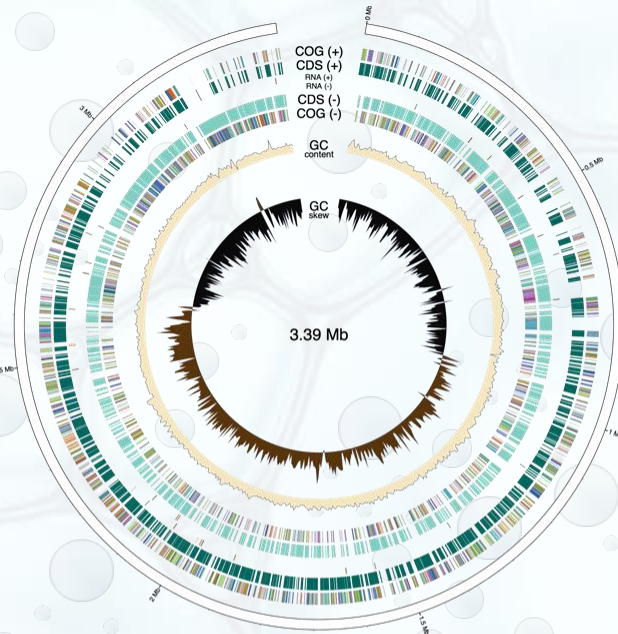 0 Mb
COG (+)
CDS (+)
RNA (+)
RNA (-)
CDS (-)
COG (-)
3 Mb
GC
content
0.5 Mb
GC
skew
3.39 Mb
5 Mb
1 M
2 Mb
1.5 Mb